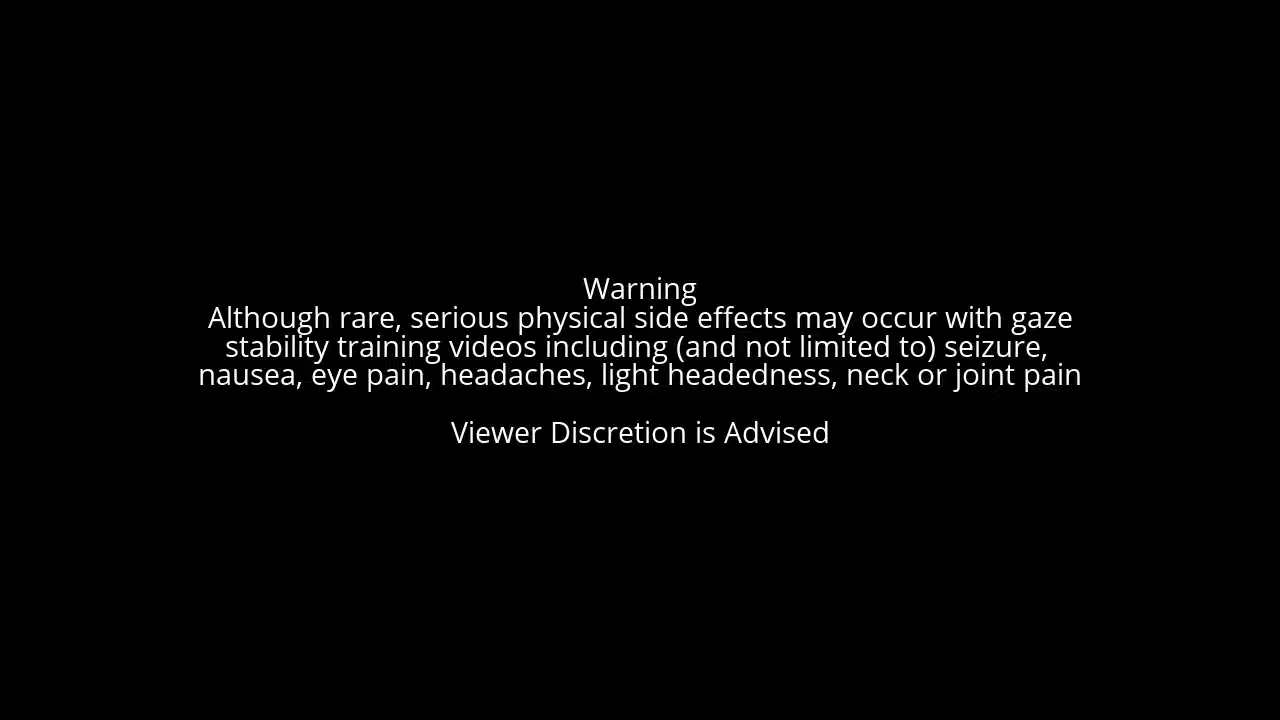 Warning
Although rare, serious physical side effects may occur with gaze
stability training videos including (and not limited to) seizure,
nausea, eye pain, headaches, light headedness, neck or joint pain
Viewer Discretion is Advised